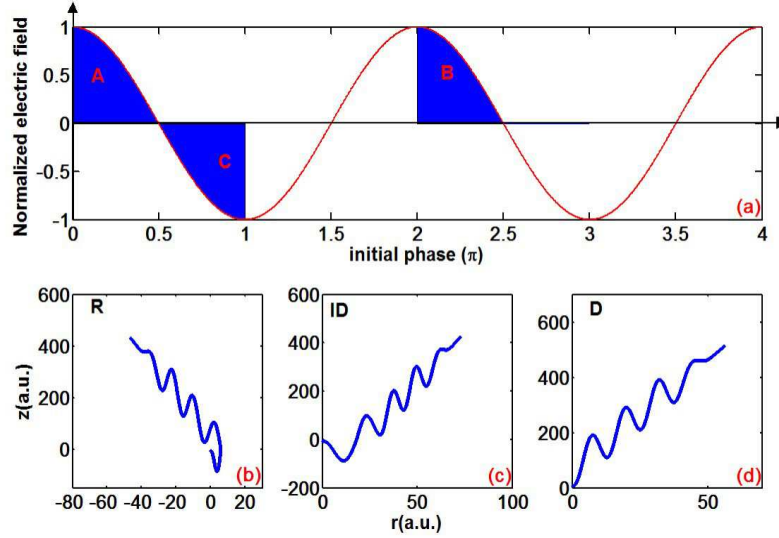 Normalized electric field
1
0.5
0
−0.5
−1
A
C
B
(a)
0 0.5 1 1.5 2 2.5 3 3.5 4
initial phase (π)
R
z(a.u.)
600
400
200
0
(b)
−80 −60 −40 −20 0 20
ID
600
400
200
0
−200
(c)
0 50 100
r(a.u.)
D
600
400
200
0
(d)
0 50